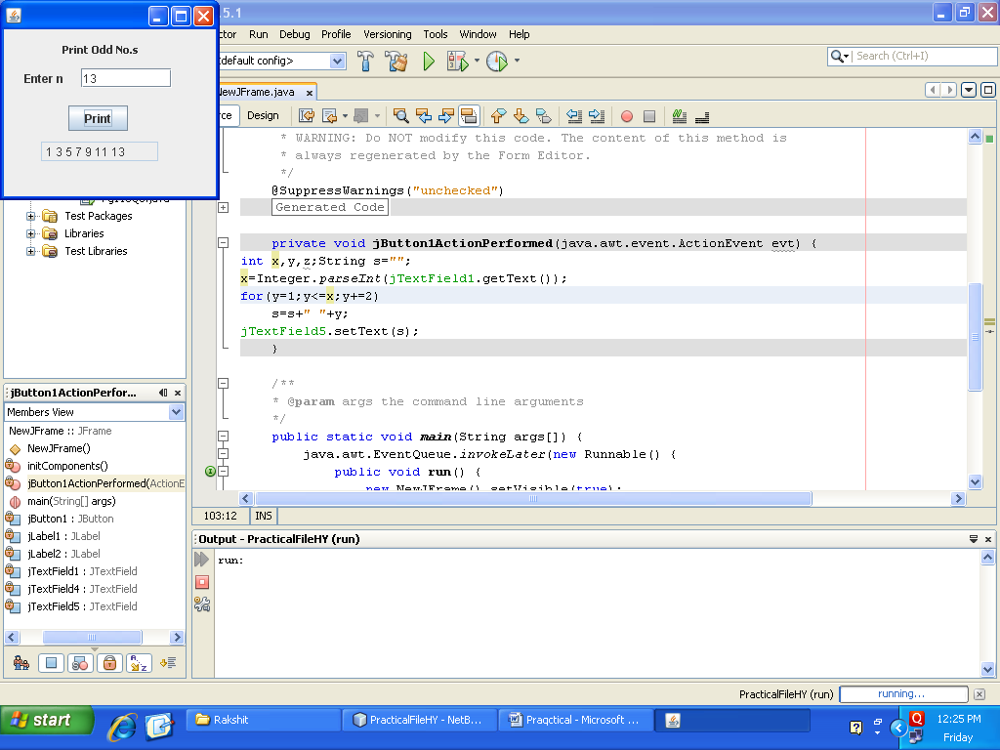 5.1
Print Odd No.s
Enter n 13
Print
1 3 5 7 9 11 13
ctor Run Debug Profile Versioning Tools Window Help
<default config>
Search (Ctrl+I)
NewJFrame.java
rce Design
* WARNING: Do NOT modify this code. The content of this method is
* always regenerated by the Form Editor.
*/
@SuppressWarnings("unchecked")
Generated Code
private void jButton1ActionPerformed(java.awt.event.ActionEvent evt) {
int x,y,z;String s="";
x=Integer.parseInt(jTextField1.getText());
for(y=1;y<=x;y+=2)
s=s+" "+y;
jTextField5.setText(s);
}
/**
* @param args the command line arguments
*/
public static void main(String args[]) {
java.awt.EventQueue.invokeLater(new Runnable() {
public void run() {
new NewJFrame().setVisible(true);
103:12 INS
Test Packages
Libraries
Test Libraries
jButton1ActionPerfor...
Members View
NewJFrame :: JFrame
NewJFrame()
initComponents()
jButton1ActionPerformed(ActionE
main(String[] args)
jButton1 : JButton
jLabel1 : JLabel
jLabel2 : JLabel
jTextField1 : JTextField
jTextField4 : JTextField
jTextField5 : JTextField
Output - PracticalFileHY (run)
run:
PracticalFileHY (run) running...
start Rakshit PracticalFileHY - NetB... Praqctical - Microsoft ... 12:25 PM
Friday